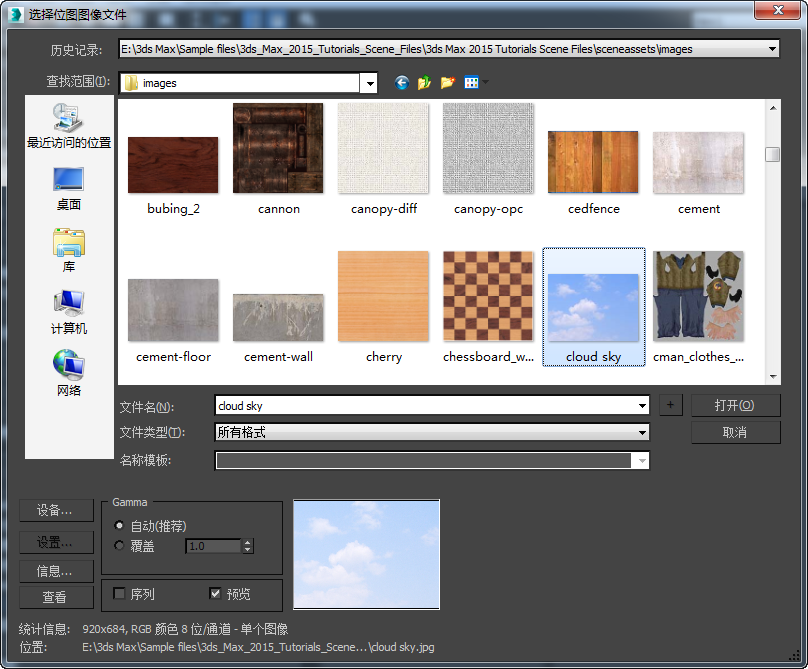 选择位图图像文件
历史记录: E:\3ds Max\Sample files\3ds_Max_2015_Tutorials_Scene_Files\3ds Max 2015 Tutorials Scene Files\sceneassets\images
查找范围(I): images
最近访问的位置
桌面
库
计算机
网络
bubing_2 cannon canopy-diff canopy-opc cedfence cement
cement-floor cement-wall cherry chessboard_w... cloud sky cman_clothes_...
文件名(N): cloud sky + 打开(O)
文件类型(T): 所有格式 取消
名称模板:
设备...
设置...
信息...
查看
Gamma
自动(推荐)
覆盖 1.0
序列 预览
统计信息: 920x684, RGB 颜色 8 位/通道 - 单个图像
位置: E:\3ds Max\Sample files\3ds_Max_2015_Tutorials_Scene...\cloud sky.jpg